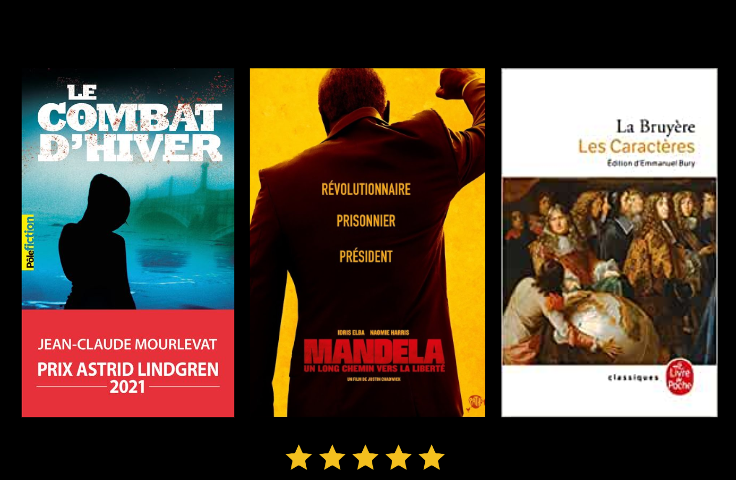 LE
COMBAT
D'HIVER
Pôle fiction
JEAN-CLAUDE MOURLEVAT
PRIX ASTRID LINDGREN
2021
RÉVOLUTIONNAIRE
PRISONNIER
PRÉSIDENT
IDRIS ELBA NAOMIE HARRIS
MANDELA
UN LONG CHEMIN VERS LA LIBERTÉ
UN FILM DE JUSTIN CHADWICK
La Bruyère
Les Caractères
Édition d'Emmanuel Bury
classiques
Le
Livre
de
Poche